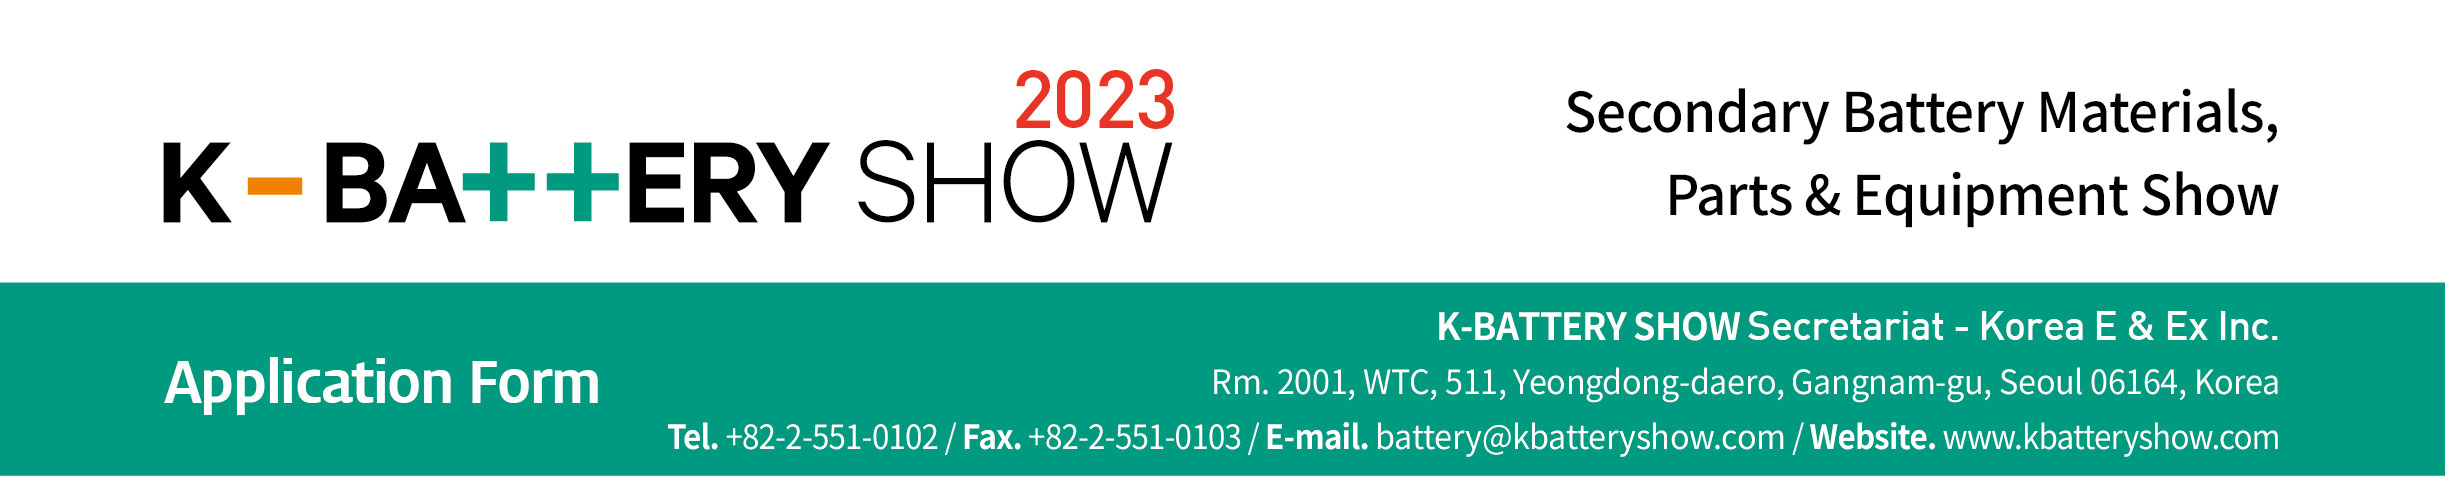 2023
K-BA++ERY SHOW
Secondary Battery Materials,
Parts & Equipment Show
Application Form
K-BATTERY SHOW Secretariat - Korea E & Ex Inc.
Rm. 2001, WTC, 511, Yeongdong-daero, Gangnam-gu, Seoul 06164, Korea
Tel. +82-2-551-0102 / Fax. +82-2-551-0103 / E-mail. battery@kbatteryshow.com / Website. www.kbatteryshow.com